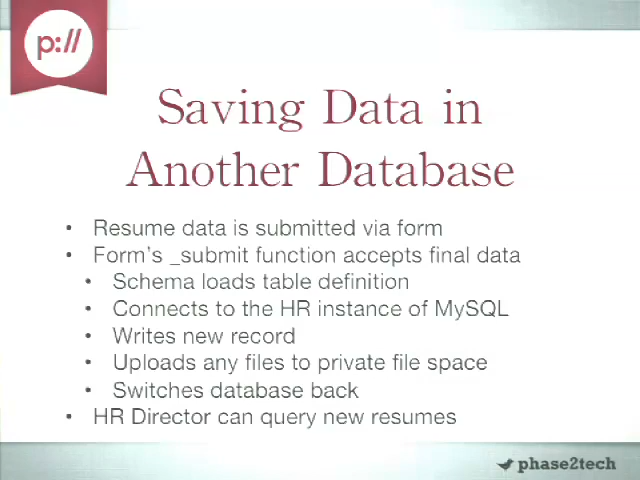 p://
Saving Data in
Another Database
• Resume data is submitted via form
• Form's _submit function accepts final data
• Schema loads table definition
• Connects to the HR instance of MySQL
• Writes new record
• Uploads any files to private file space
• Switches database back
• HR Director can query new resumes
phase2tech